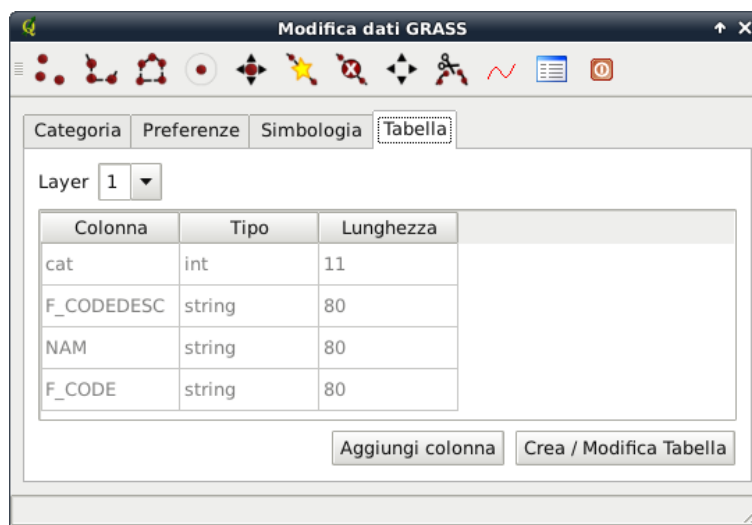 Modifica dati GRASS
Categoria Preferenze Simbologia Tabella
Layer 1
Colonna Tipo Lunghezza
cat int 11
F_CODEDESC string 80
NAM string 80
F_CODE string 80
Aggiungi colonna Crea / Modifica Tabella